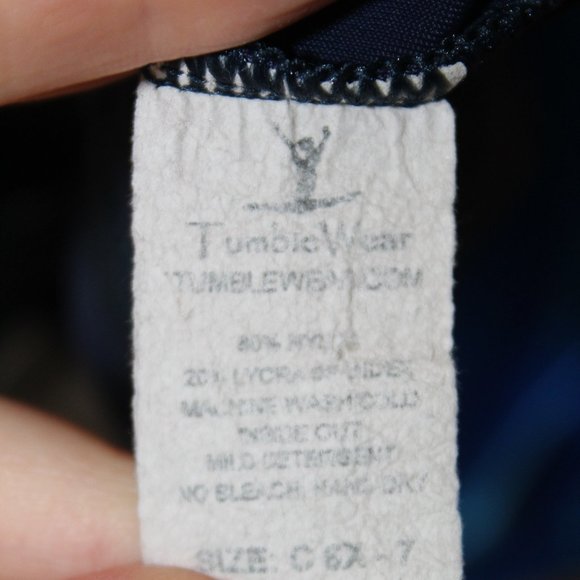 TumbleWear
TUMBLEWEAR.COM
80% NYLON
20% LYCRA SPANDEX
MACHINE WASH COLD
INSIDE OUT
MILD DETERGENT
NO BLEACH, HANG DRY
SIZE: C 6X - 7